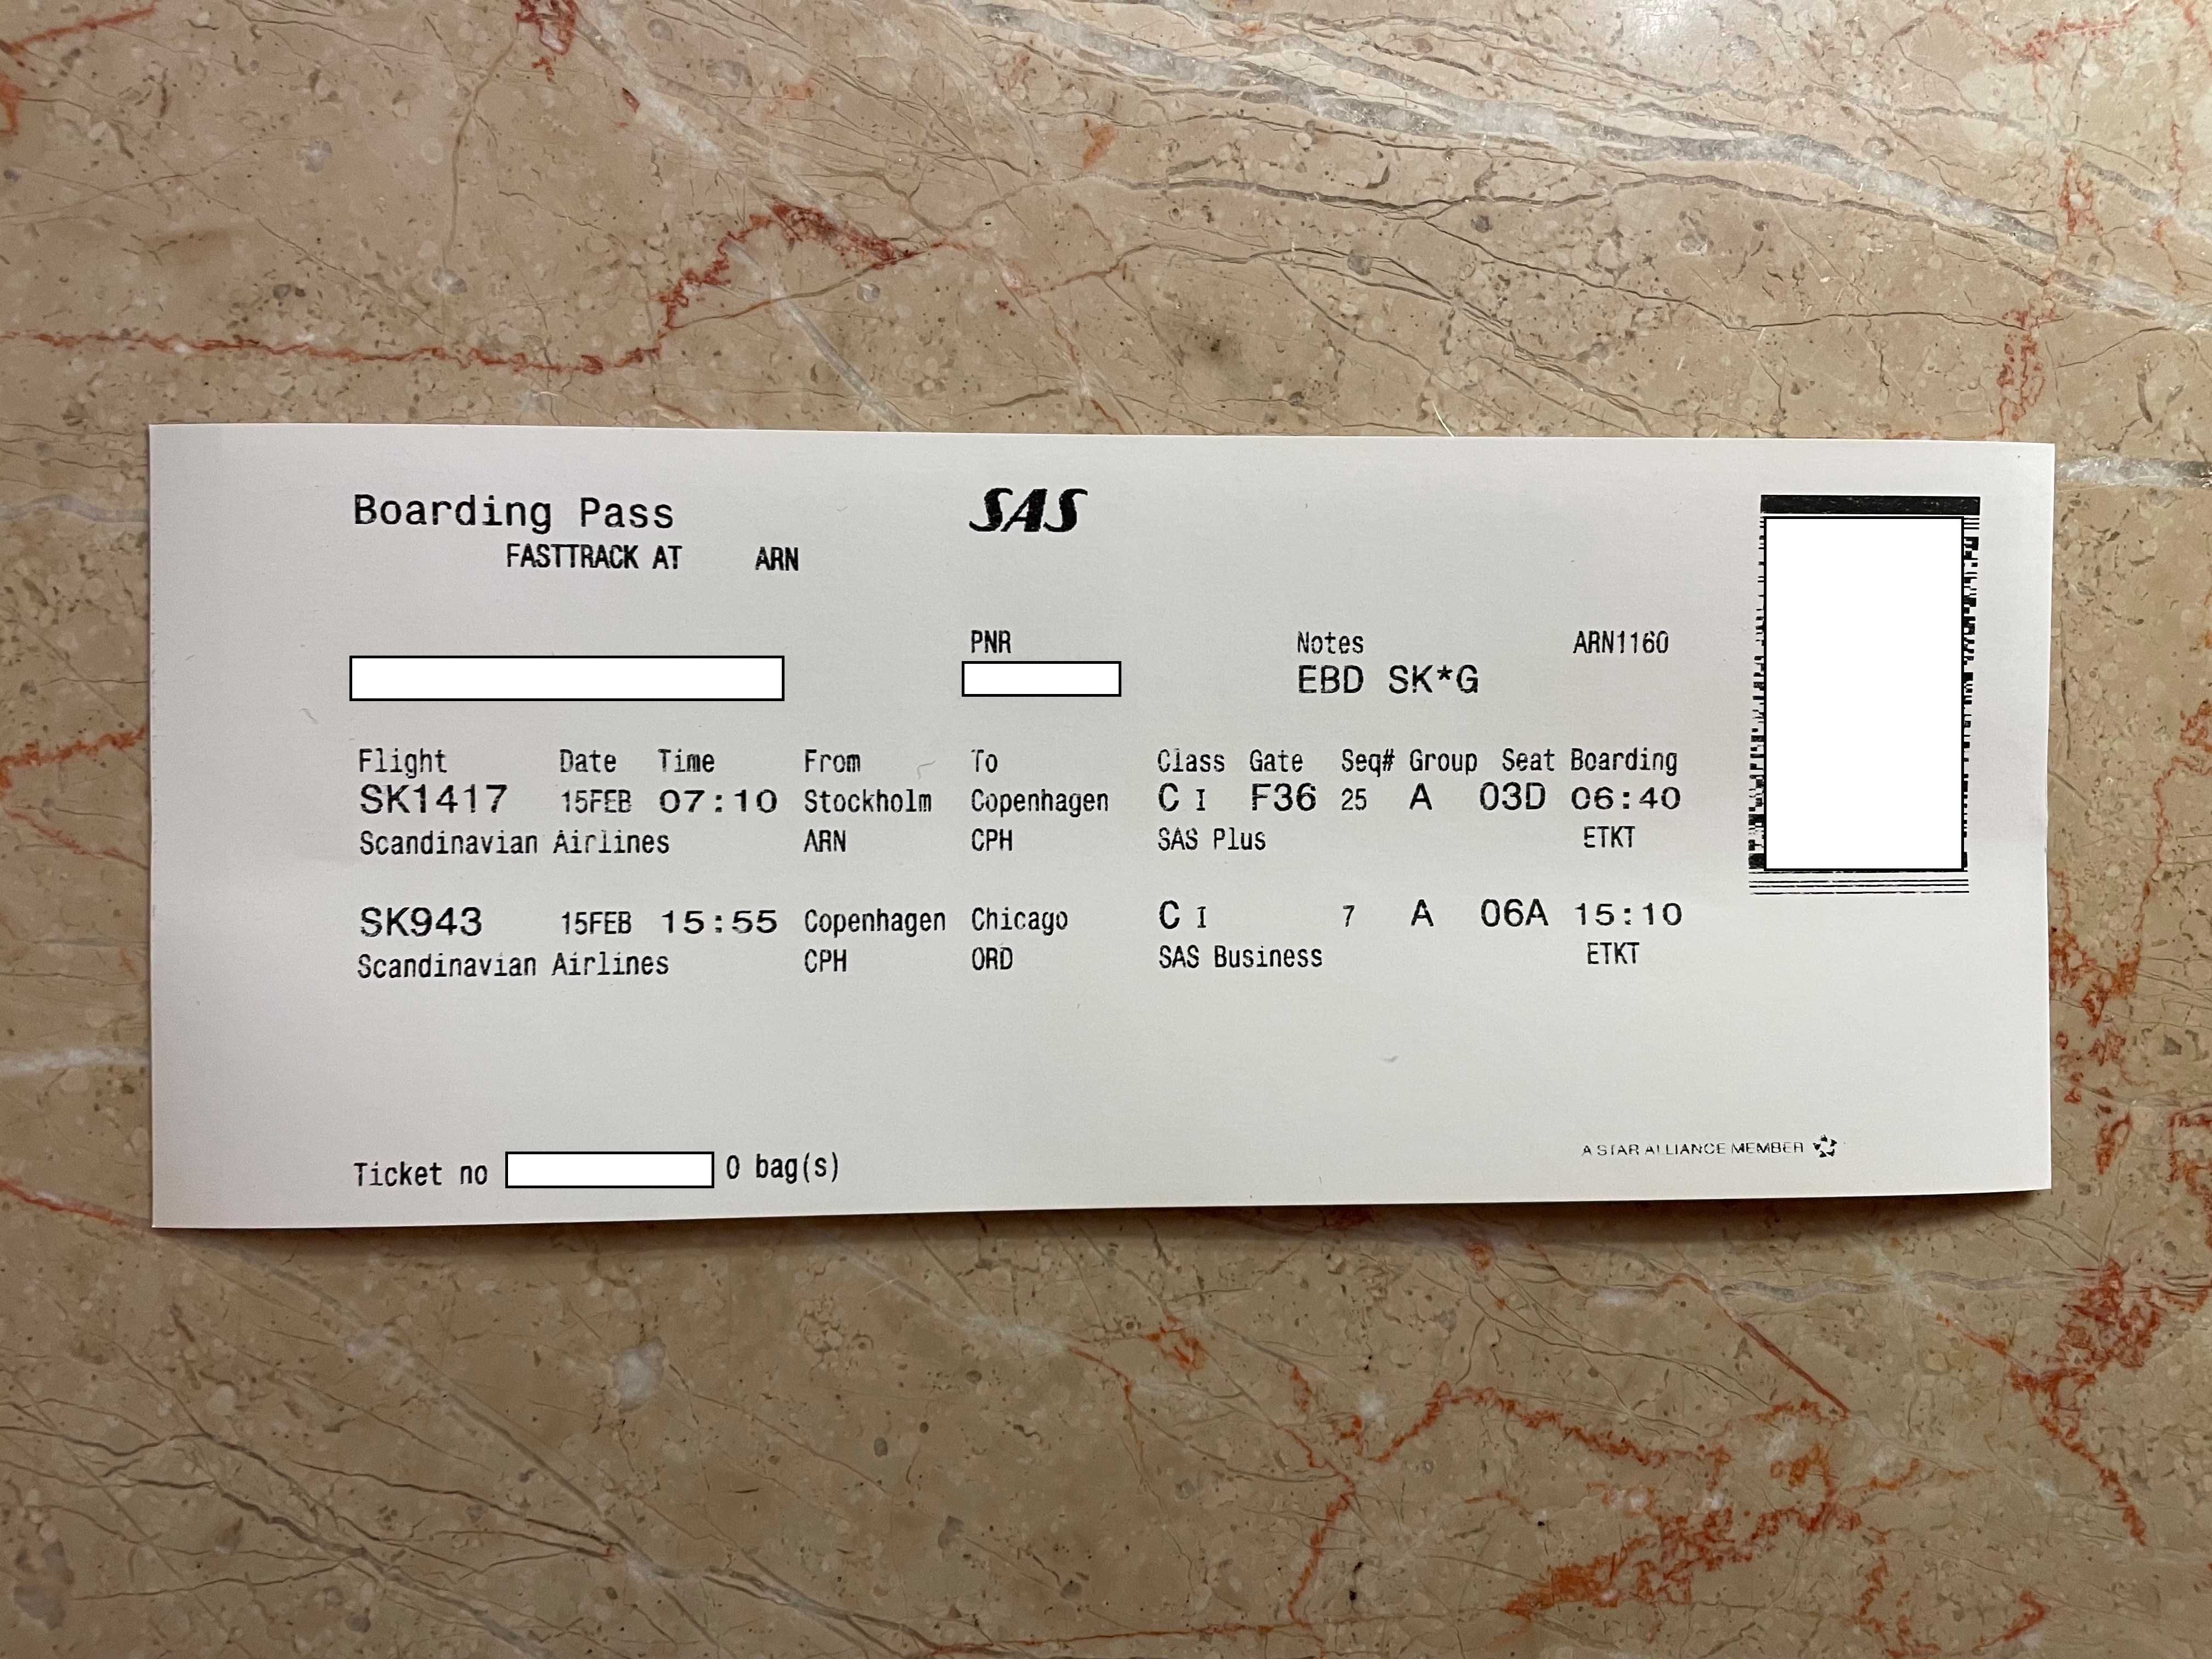 Boarding Pass SAS
FASTTRACK AT ARN
PNR Notes ARN1160
EBD SK*G
Flight Date Time From To Class Gate Seq# Group Seat Boarding
SK1417 15FEB 07:10 Stockholm Copenhagen C I F36 25 A 03D 06:40
Scandinavian Airlines ARN CPH SAS Plus ETKT
SK943 15FEB 15:55 Copenhagen Chicago C I 7 A 06A 15:10
Scandinavian Airlines CPH ORD SAS Business ETKT
A STAR ALLIANCE MEMBER
Ticket no 0 bag(s)